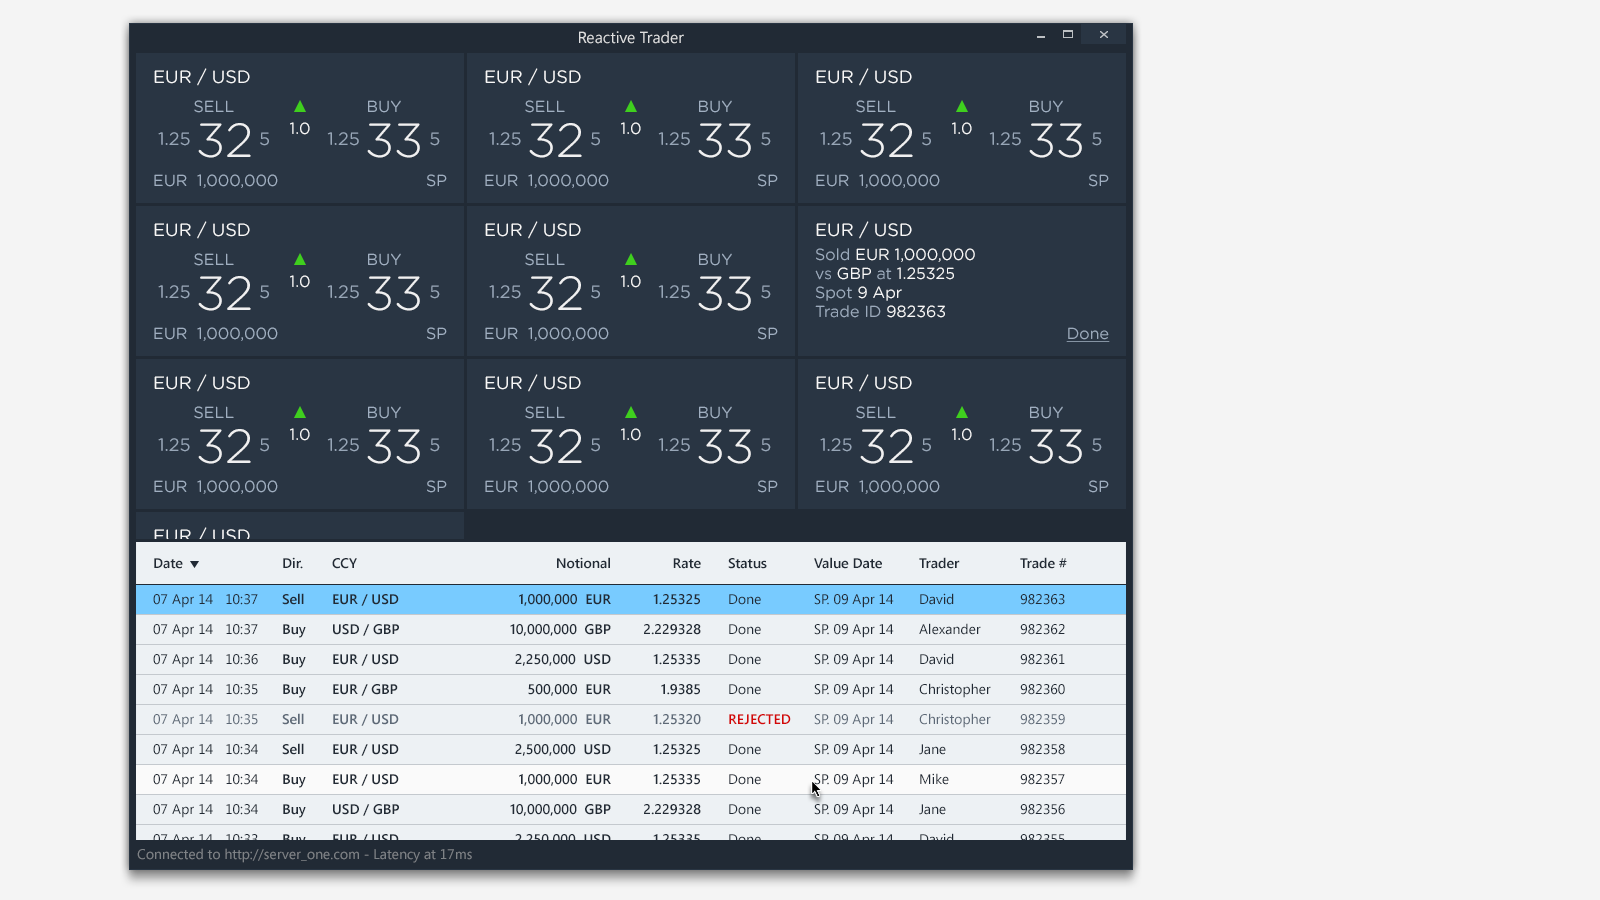 Reactive Trader
EUR / USD EUR / USD EUR / USD
SELL ▲ BUY SELL ▲ BUY SELL ▲ BUY
1.25 32 5 1.0 1.25 33 5 1.25 32 5 1.0 1.25 33 5 1.25 32 5 1.0 1.25 33 5
EUR 1,000,000 SP EUR 1,000,000 SP EUR 1,000,000 SP
EUR / USD EUR / USD
SELL ▲ BUY SELL ▲ BUY
1.25 32 5 1.0 1.25 33 5 1.25 32 5 1.0 1.25 33 5
EUR 1,000,000 SP EUR 1,000,000 SP
EUR / USD
Sold EUR 1,000,000
vs GBP at 1.25325
Spot 9 Apr
Trade ID 982363
Done
EUR / USD EUR / USD EUR / USD
SELL ▲ BUY SELL ▲ BUY SELL ▲ BUY
1.25 32 5 1.0 1.25 33 5 1.25 32 5 1.0 1.25 33 5 1.25 32 5 1.0 1.25 33 5
EUR 1,000,000 SP EUR 1,000,000 SP EUR 1,000,000 SP
EUR / USD
Date ▼ Dir. CCY Notional Rate Status Value Date Trader Trade #
07 Apr 14 10:37 Sell EUR / USD 1,000,000 EUR 1.25325 Done SP. 09 Apr 14 David 982363
07 Apr 14 10:37 Buy USD / GBP 10,000,000 GBP 2.229328 Done SP. 09 Apr 14 Alexander 982362
07 Apr 14 10:36 Buy EUR / USD 2,250,000 USD 1.25335 Done SP. 09 Apr 14 David 982361
07 Apr 14 10:35 Buy EUR / GBP 500,000 EUR 1.9385 Done SP. 09 Apr 14 Christopher 982360
07 Apr 14 10:35 Sell EUR / USD 1,000,000 EUR 1.25320 REJECTED SP. 09 Apr 14 Christopher 982359
07 Apr 14 10:34 Sell EUR / USD 2,500,000 USD 1.25325 Done SP. 09 Apr 14 Jane 982358
07 Apr 14 10:34 Buy EUR / USD 1,000,000 EUR 1.25335 Done SP. 09 Apr 14 Mike 982357
07 Apr 14 10:34 Buy USD / GBP 10,000,000 GBP 2.229328 Done SP. 09 Apr 14 Jane 982356
07 Apr 14 10:33 Buy EUR / USD 2,250,000 USD 1.25335 Done SP. 09 Apr 14 David 982355
Connected to http://server_one.com - Latency at 17ms